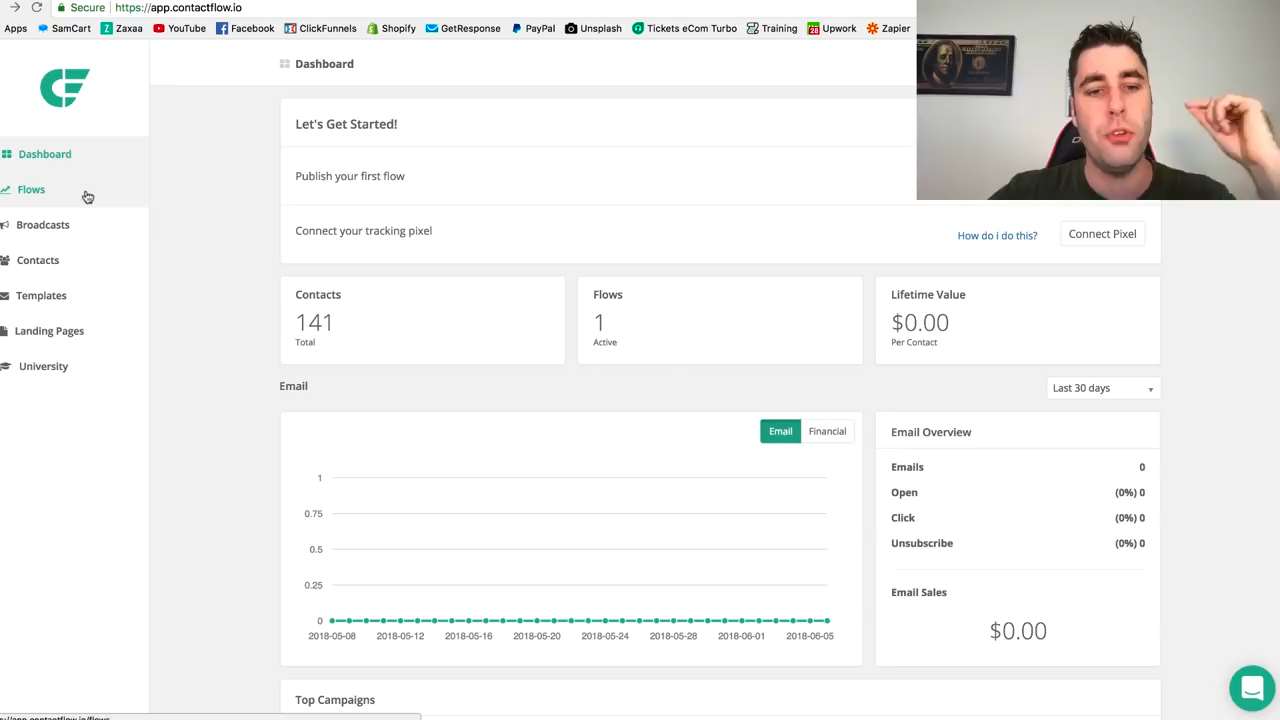 Secure https://app.contactflow.io
Apps SamCart Zaxaa YouTube Facebook ClickFunnels Shopify GetResponse PayPal Unsplash Tickets eCom Turbo Training Upwork Zapier
Dashboard
Dashboard
Flows
Broadcasts
Contacts
Templates
Landing Pages
University
Let's Get Started!
Publish your first flow
Connect your tracking pixel
How do i do this?
Connect Pixel
Contacts
141
Total
Flows
1
Active
Lifetime Value
$0.00
Per Contact
Email
Last 30 days
Email Financial
1
0.75
0.5
0.25
0
2018-05-08 2018-05-12 2018-05-16 2018-05-20 2018-05-24 2018-05-28 2018-06-01 2018-06-05
Email Overview
Emails 0
Open (0%) 0
Click (0%) 0
Unsubscribe (0%) 0
Email Sales
$0.00
Top Campaigns